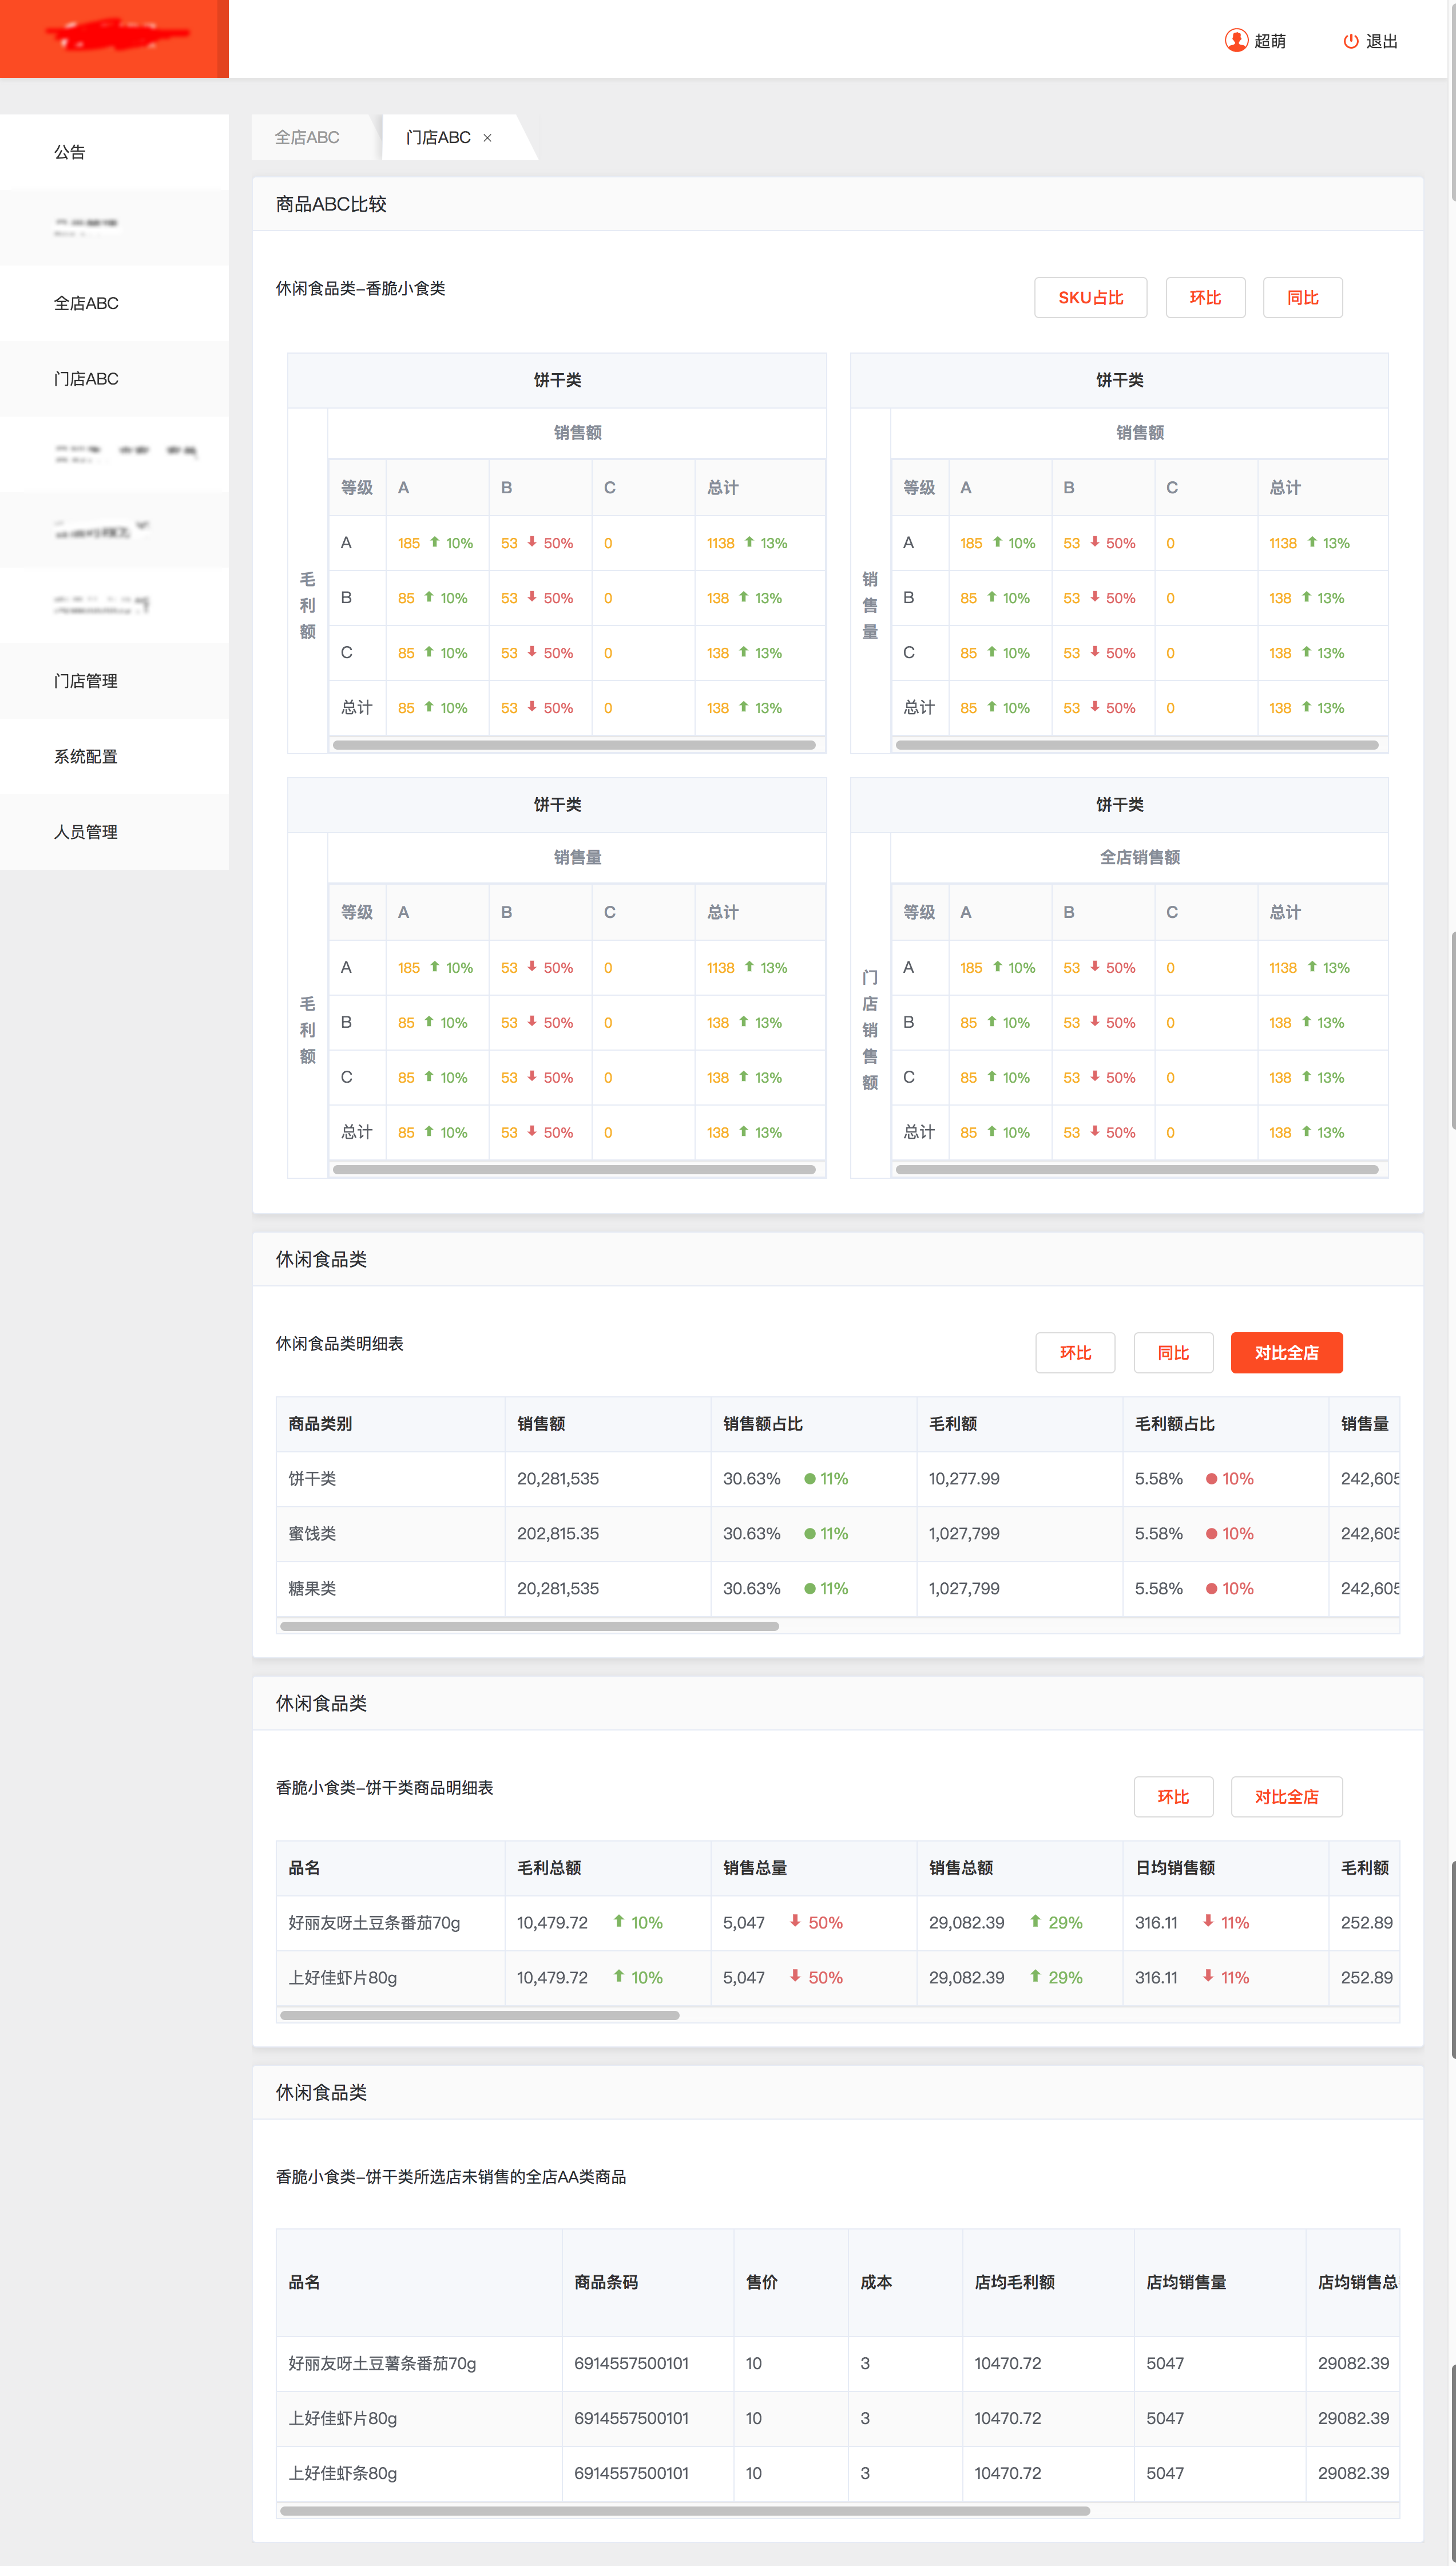 超萌 退出
公告
全店ABC
门店ABC
门店管理
系统配置
人员管理
全店ABC 门店ABC ×
商品ABC比较
休闲食品类-香脆小食类 SKU占比 环比 同比
饼干类
销售额
毛利额
等级 A B C 总计
A 185 ⬆ 10% 53 ⬇ 50% 0 1138 ⬆ 13%
B 85 ⬆ 10% 53 ⬇ 50% 0 138 ⬆ 13%
C 85 ⬆ 10% 53 ⬇ 50% 0 138 ⬆ 13%
总计 85 ⬆ 10% 53 ⬇ 50% 0 138 ⬆ 13%
饼干类
销售额
销售量
等级 A B C 总计
A 185 ⬆ 10% 53 ⬇ 50% 0 1138 ⬆ 13%
B 85 ⬆ 10% 53 ⬇ 50% 0 138 ⬆ 13%
C 85 ⬆ 10% 53 ⬇ 50% 0 138 ⬆ 13%
总计 85 ⬆ 10% 53 ⬇ 50% 0 138 ⬆ 13%
饼干类
销售量
毛利额
等级 A B C 总计
A 185 ⬆ 10% 53 ⬇ 50% 0 1138 ⬆ 13%
B 85 ⬆ 10% 53 ⬇ 50% 0 138 ⬆ 13%
C 85 ⬆ 10% 53 ⬇ 50% 0 138 ⬆ 13%
总计 85 ⬆ 10% 53 ⬇ 50% 0 138 ⬆ 13%
饼干类
全店销售额
门店销售额
等级 A B C 总计
A 185 ⬆ 10% 53 ⬇ 50% 0 1138 ⬆ 13%
B 85 ⬆ 10% 53 ⬇ 50% 0 138 ⬆ 13%
C 85 ⬆ 10% 53 ⬇ 50% 0 138 ⬆ 13%
总计 85 ⬆ 10% 53 ⬇ 50% 0 138 ⬆ 13%
休闲食品类
休闲食品类明细表 环比 同比 对比全店
商品类别 销售额 销售额占比 毛利额 毛利额占比 销售量
饼干类 20,281,535 30.63% ●11% 10,277.99 5.58% ●10% 242,605
蜜饯类 202,815.35 30.63% ●11% 1,027,799 5.58% ●10% 242,605
糖果类 20,281,535 30.63% ●11% 1,027,799 5.58% ●10% 242,605
休闲食品类
香脆小食类-饼干类商品明细表 环比 对比全店
品名 毛利总额 销售总量 销售总额 日均销售额 毛利额
好丽友呀土豆条番茄70g 10,479.72 ⬆ 10% 5,047 ⬇ 50% 29,082.39 ⬆ 29% 316.11 ⬇ 11% 252.89
上好佳虾片80g 10,479.72 ⬆ 10% 5,047 ⬇ 50% 29,082.39 ⬆ 29% 316.11 ⬇ 11% 252.89
休闲食品类
香脆小食类-饼干类所选店未销售的全店AA类商品
品名 商品条码 售价 成本 店均毛利额 店均销售量 店均销售总
好丽友呀土豆薯条番茄70g 6914557500101 10 3 10470.72 5047 29082.39
上好佳虾片80g 6914557500101 10 3 10470.72 5047 29082.39
上好佳虾条80g 6914557500101 10 3 10470.72 5047 29082.39